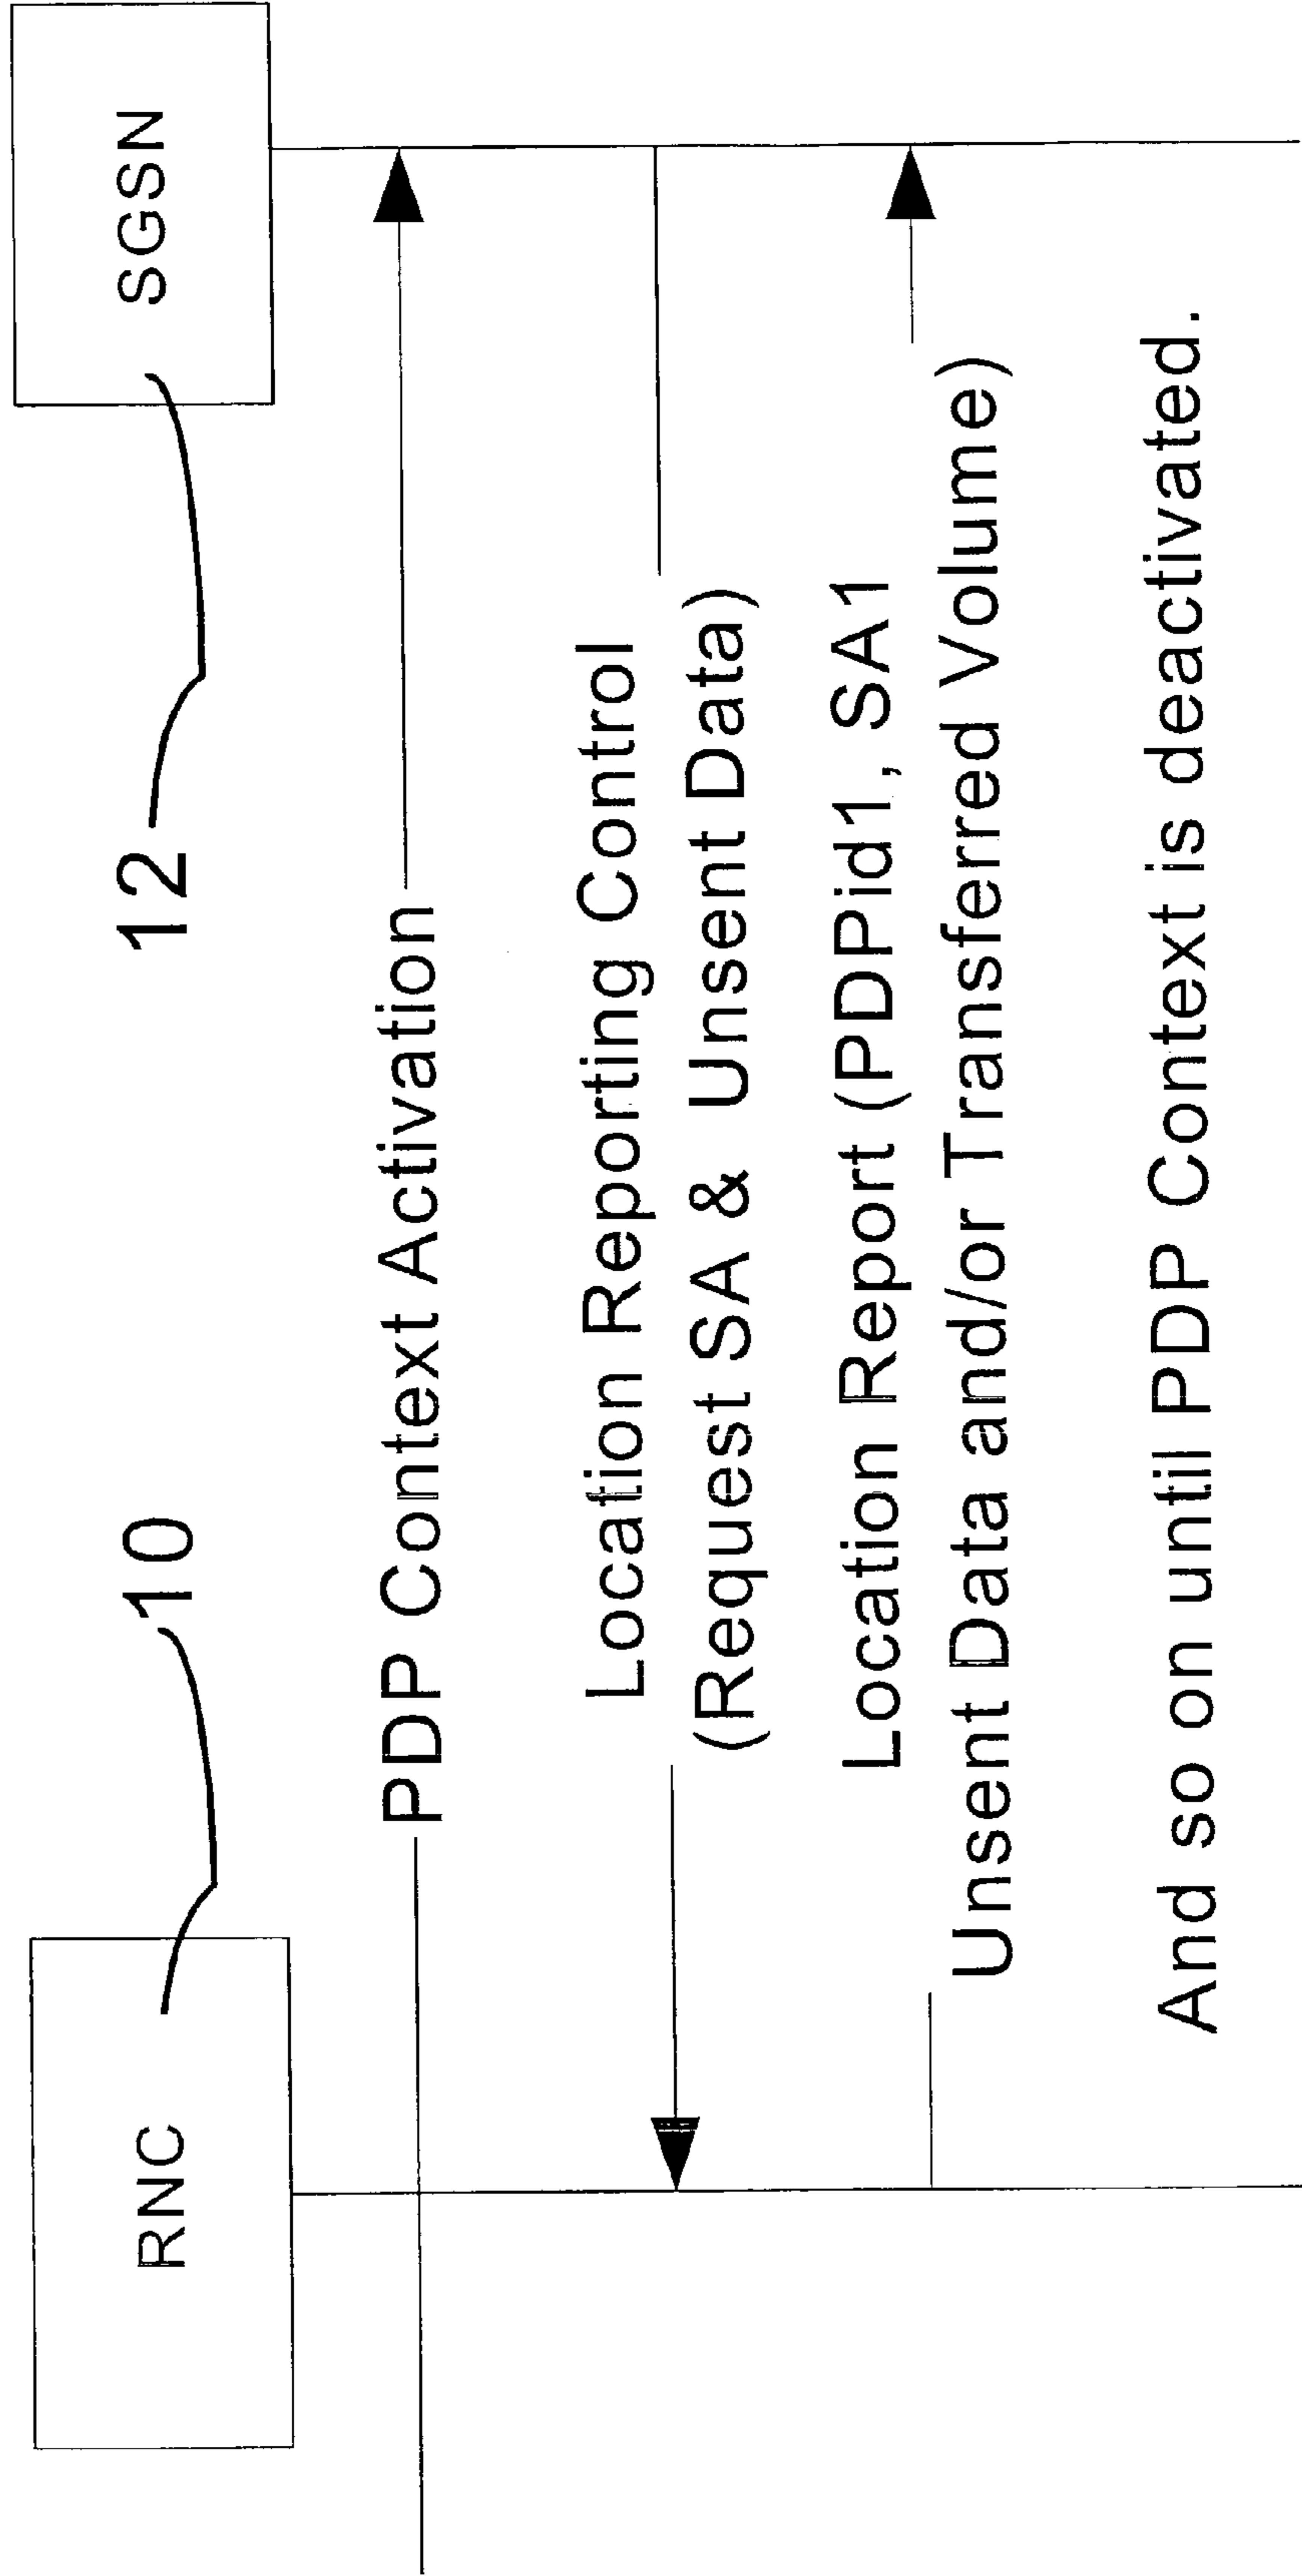 RNC
10
12
SGSN
PDP Context Activation
Location Reporting Control
(Request SA & Unsent Data)
Location Report (PDPid1, SA1
Unsent Data and/or Transferred Volume)
And so on until PDP Context is deactivated.